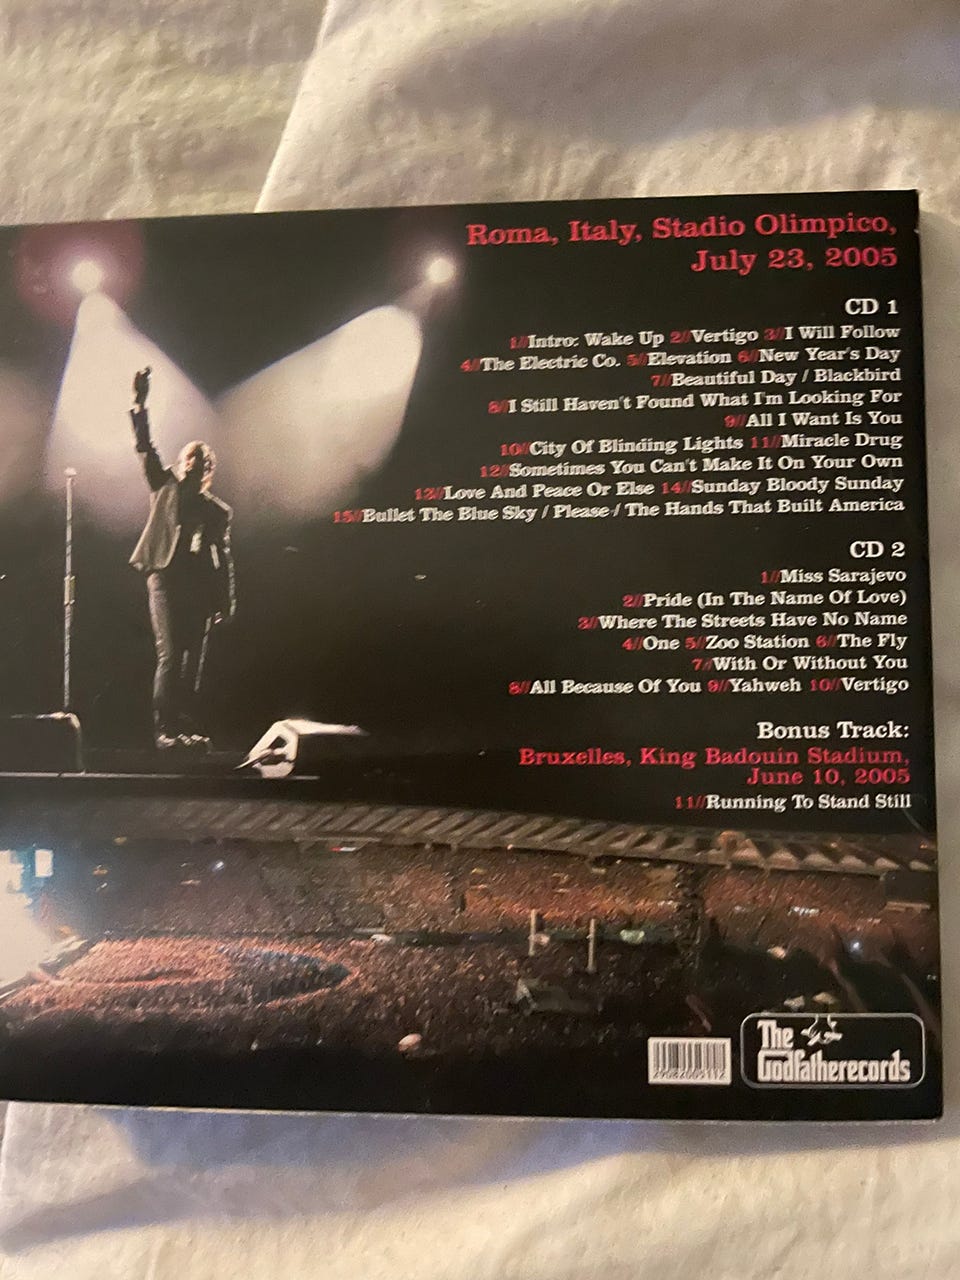 Roma, Italy, Stadio Olimpico,
July 23, 2005
CD 1
1//Intro: Wake Up 2//Vertigo 3//I Will Follow
4//The Electric Co. 5//Elevation 6//New Year's Day
7//Beautiful Day / Blackbird
8//I Still Haven't Found What I'm Looking For
9//All I Want Is You
10//City Of Blinding Lights 11//Miracle Drug
12//Sometimes You Can't Make It On Your Own
13//Love And Peace Or Else 14//Sunday Bloody Sunday
15//Bullet The Blue Sky / Please / The Hands That Built America
CD 2
1//Miss Sarajevo
2//Pride (In The Name Of Love)
3//Where The Streets Have No Name
4//One 5//Zoo Station 6//The Fly
7//With Or Without You
8//All Because Of You 9//Yahweh 10//Vertigo
Bonus Track:
Bruxelles, King Badouin Stadium,
June 10, 2005
11//Running To Stand Still
The
Godfatherecords